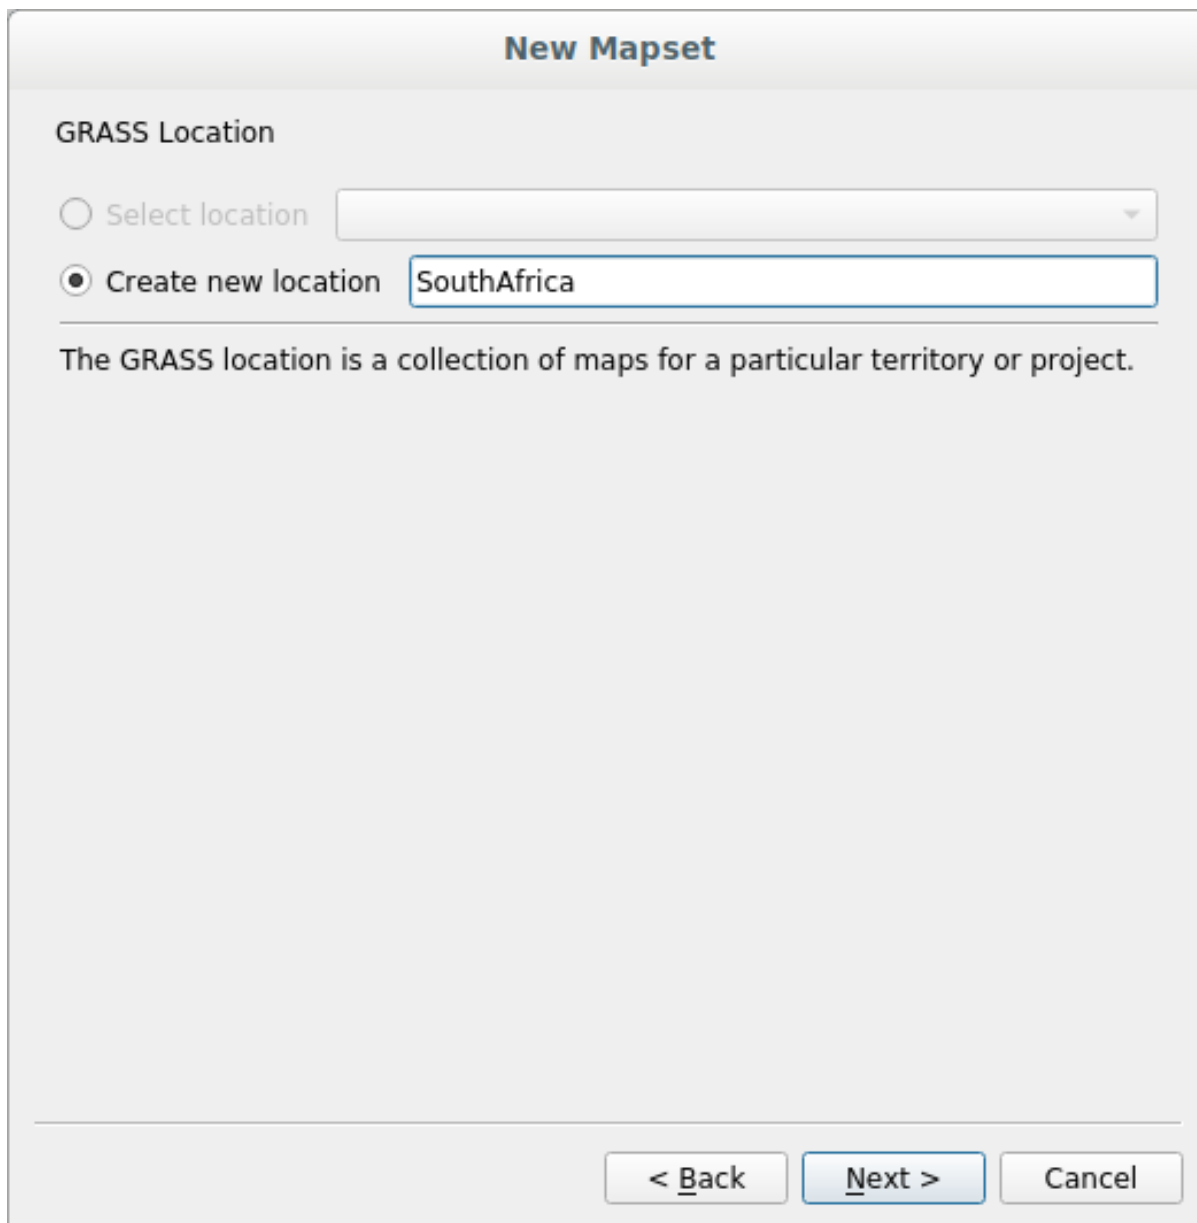 New Mapset
GRASS Location
Select location
Create new location SouthAfrica
The GRASS location is a collection of maps for a particular territory or project.
< Back Next > Cancel